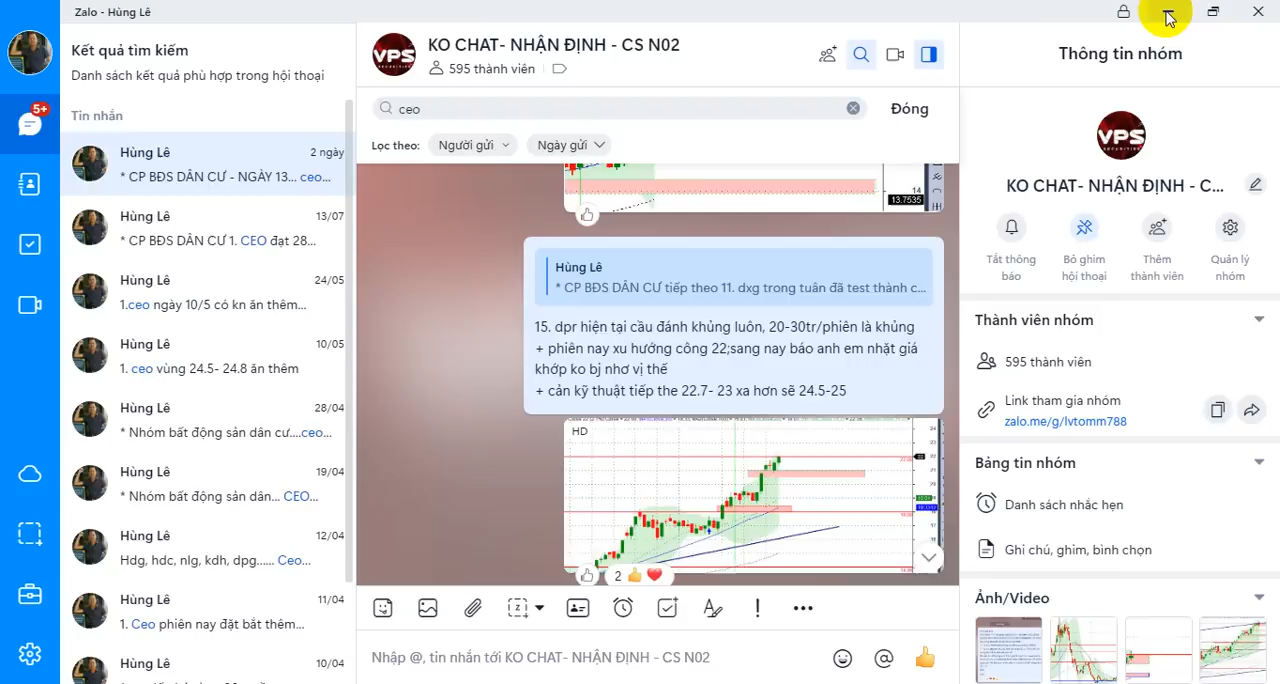 Zalo - Hùng Lê
Kết quả tìm kiếm
Danh sách kết quả phù hợp trong hội thoại
5+
Tin nhắn
Hùng Lê
2 ngày
* CP BĐS DÂN CƯ - NGÀY 13... ceo...
Hùng Lê
13/07
* CP BĐS DÂN CƯ 1. CEO đạt 28...
Hùng Lê
24/05
1.ceo ngày 10/5 có kn ăn thêm...
Hùng Lê
10/05
1. ceo vùng 24.5- 24.8 ăn thêm
Hùng Lê
28/04
* Nhóm bất động sản dân cư....ceo...
Hùng Lê
19/04
* Nhóm bất động sản dân... CEO...
Hùng Lê
12/04
Hdg, hdc, nlg, kdh, dpg...... Ceo...
Hùng Lê
11/04
1. Ceo phiên nay đặt bắt thêm...
Hùng Lê
10/04
VPS
SECURITIES
KO CHAT- NHẬN ĐỊNH - CS N02
595 thành viên
ceo
Đóng
Lọc theo:
Người gửi
Ngày gửi
14
13.7535
Hùng Lê
* CP BĐS DÂN CƯ tiếp theo 11. dxg trong tuần đã test thành c...
15. dpr hiện tại cầu đánh khủng luôn, 20-30tr/phiên là khủng
+ phiên nay xu hướng công 22;sang nay báo anh em nhặt giá
khớp ko bj nhơ vị thế
+ cản kỹ thuật tiếp the 22.7- 23 xa hơn sẽ 24.5-25
HD
24
23
22
21
2
Nhập @, tin nhắn tới KO CHAT- NHẬN ĐỊNH - CS N02
Thông tin nhóm
VPS
SECURITIES
KO CHAT- NHẬN ĐỊNH - C...
Tắt thông
báo
Bỏ ghim
hội thoại
Thêm
thành viên
Quản lý
nhóm
Thành viên nhóm
595 thành viên
Link tham gia nhóm
zalo.me/g/lvtomm788
Bảng tin nhóm
Danh sách nhắc hẹn
Ghi chú, ghim, bình chọn
Ảnh/Video